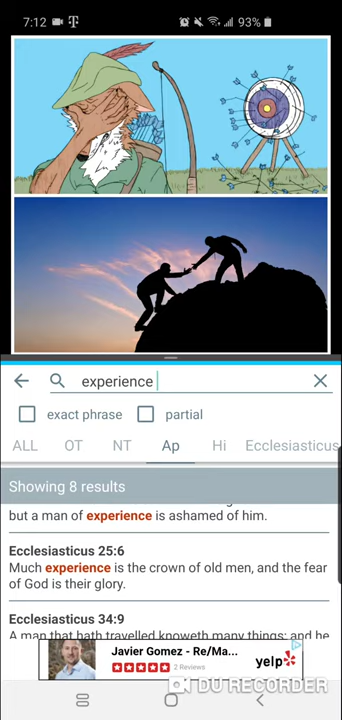 7:12 93%
experience
exact phrase partial
ALL OT NT Ap Hi Ecclesiasticus
Showing 8 results
but a man of experience is ashamed of him.
Ecclesiasticus 25:6
Much experience is the crown of old men, and the fear
of God is their glory.
Ecclesiasticus 34:9
A man that hath travelled knoweth many things; and he
Javier Gomez - Re/Ma...
2 Reviews
yelp
DU RECORDER